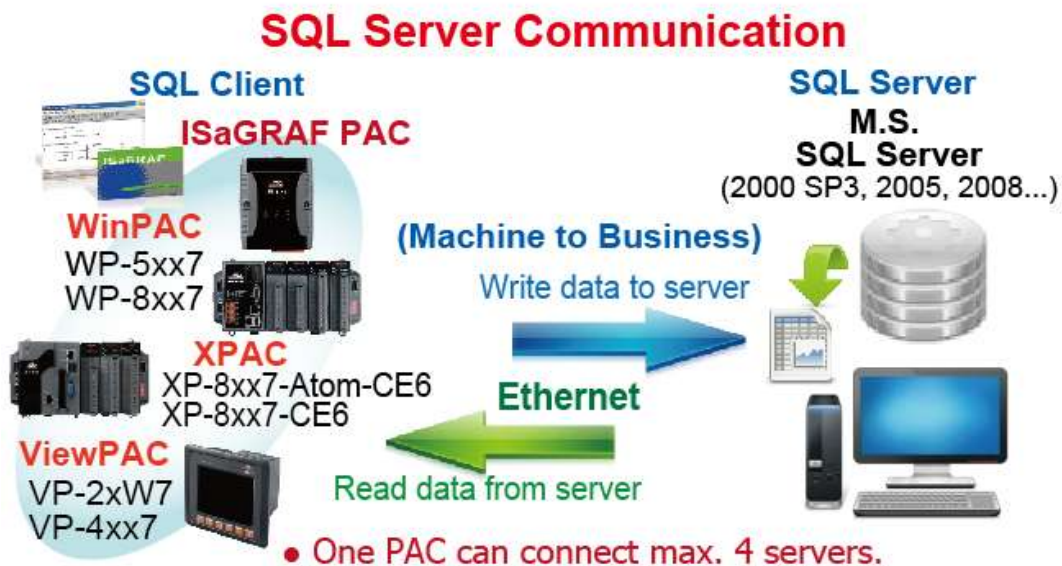 SQL Server Communication
SQL Client
ISaGRAF PAC
ISaGRAF
WinPAC
WP-5xx7
WP-8xx7
XPAC
XP-8xx7-Atom-CE6
XP-8xx7-CE6
ViewPAC
VP-2xW7
VP-4xx7
(Machine to Business)
Write data to server
Ethernet
Read data from server
SQL Server
M.S.
SQL Server
(2000 SP3, 2005, 2008...)
● One PAC can connect max. 4 servers.